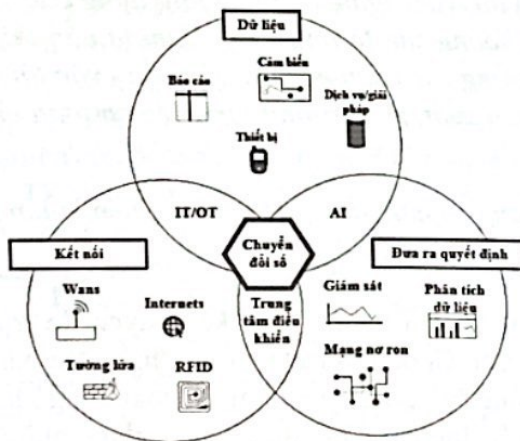 Dữ liệu
Cảm biến
Báo cáo
Dịch vụ/giải
pháp
Thiết bị
IT/OT
AI
Chuyển
đổi số
Kết nối
Đưa ra quyết định
Wans
Internets
Trung
tâm điều
khiển
Giám sát
Phân tích
dữ liệu
Tường lửa
RFID
Mạng nơ ron